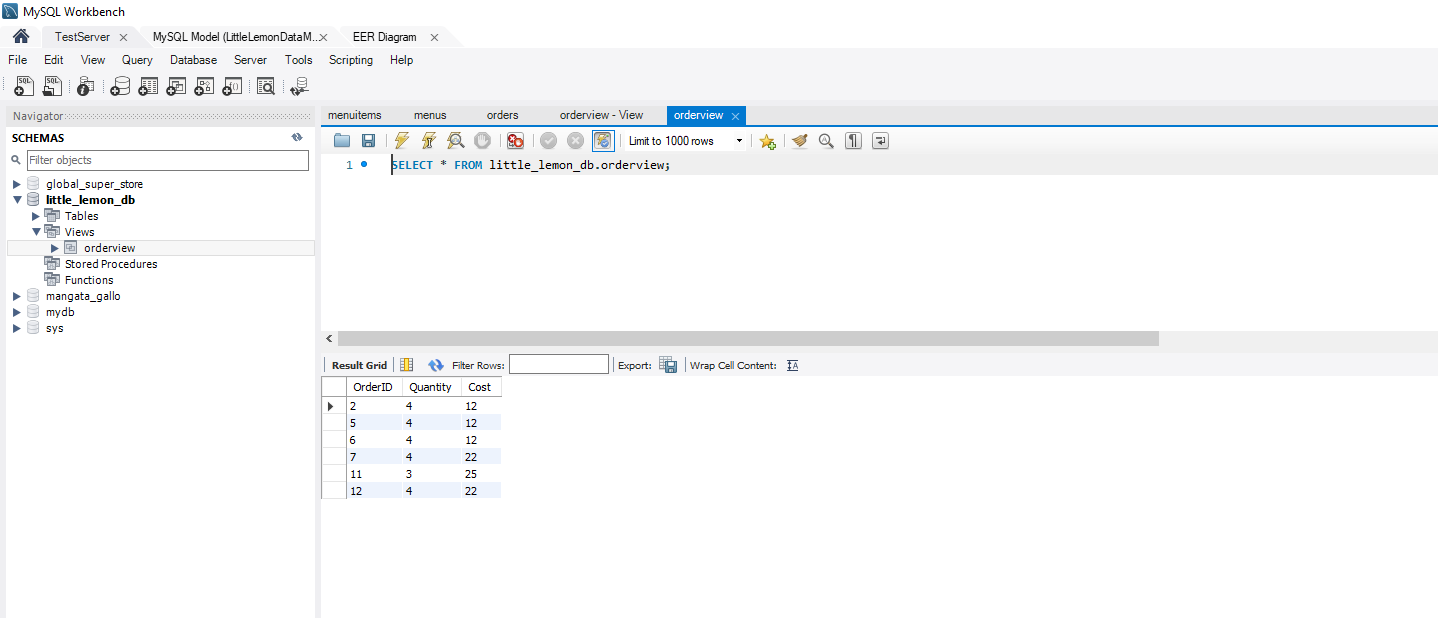 MySQL Workbench
TestServer MySQL Model (LittleLemonDataM... EER Diagram
File Edit View Query Database Server Tools Scripting Help
Navigator
SCHEMAS
Filter objects
global_super_store
little_lemon_db
Tables
Views
orderview
Stored Procedures
Functions
mangata_gallo
mydb
sys
menuitems menus orders orderview - View orderview
Limit to 1000 rows
1 SELECT * FROM little_lemon_db.orderview;
Result Grid Filter Rows: Export: Wrap Cell Content:
OrderID Quantity Cost
2 4 12
5 4 12
6 4 12
7 4 22
11 3 25
12 4 22